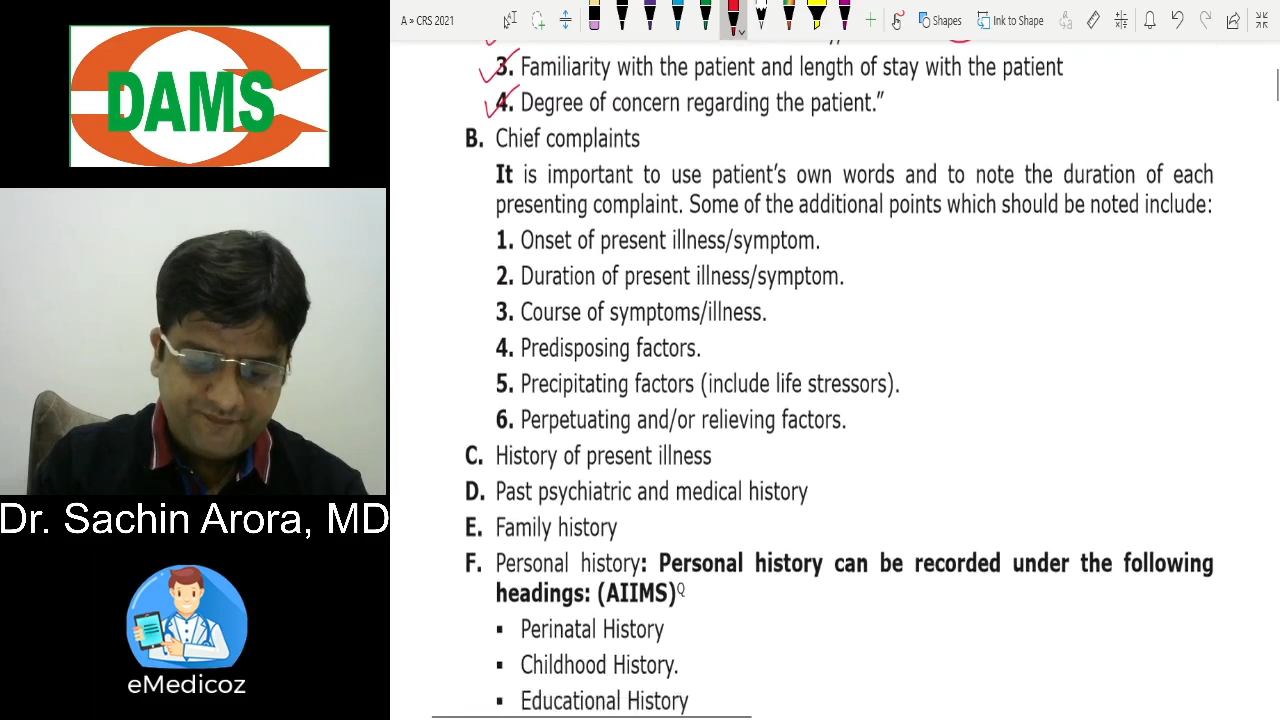 A » CRS 2021
Shapes
Ink to Shape
DAMS
3. Familiarity with the patient and length of stay with the patient
4. Degree of concern regarding the patient."
B. Chief complaints
It is important to use patient's own words and to note the duration of each
presenting complaint. Some of the additional points which should be noted include:
1. Onset of present illness/symptom.
2. Duration of present illness/symptom.
3. Course of symptoms/illness.
4. Predisposing factors.
5. Precipitating factors (include life stressors).
6. Perpetuating and/or relieving factors.
C. History of present illness
D. Past psychiatric and medical history
E. Family history
F. Personal history: Personal history can be recorded under the following
headings: (AIIMS)Q
▪ Perinatal History
▪ Childhood History.
▪ Educational History
Dr. Sachin Arora, MD
eMedicoz